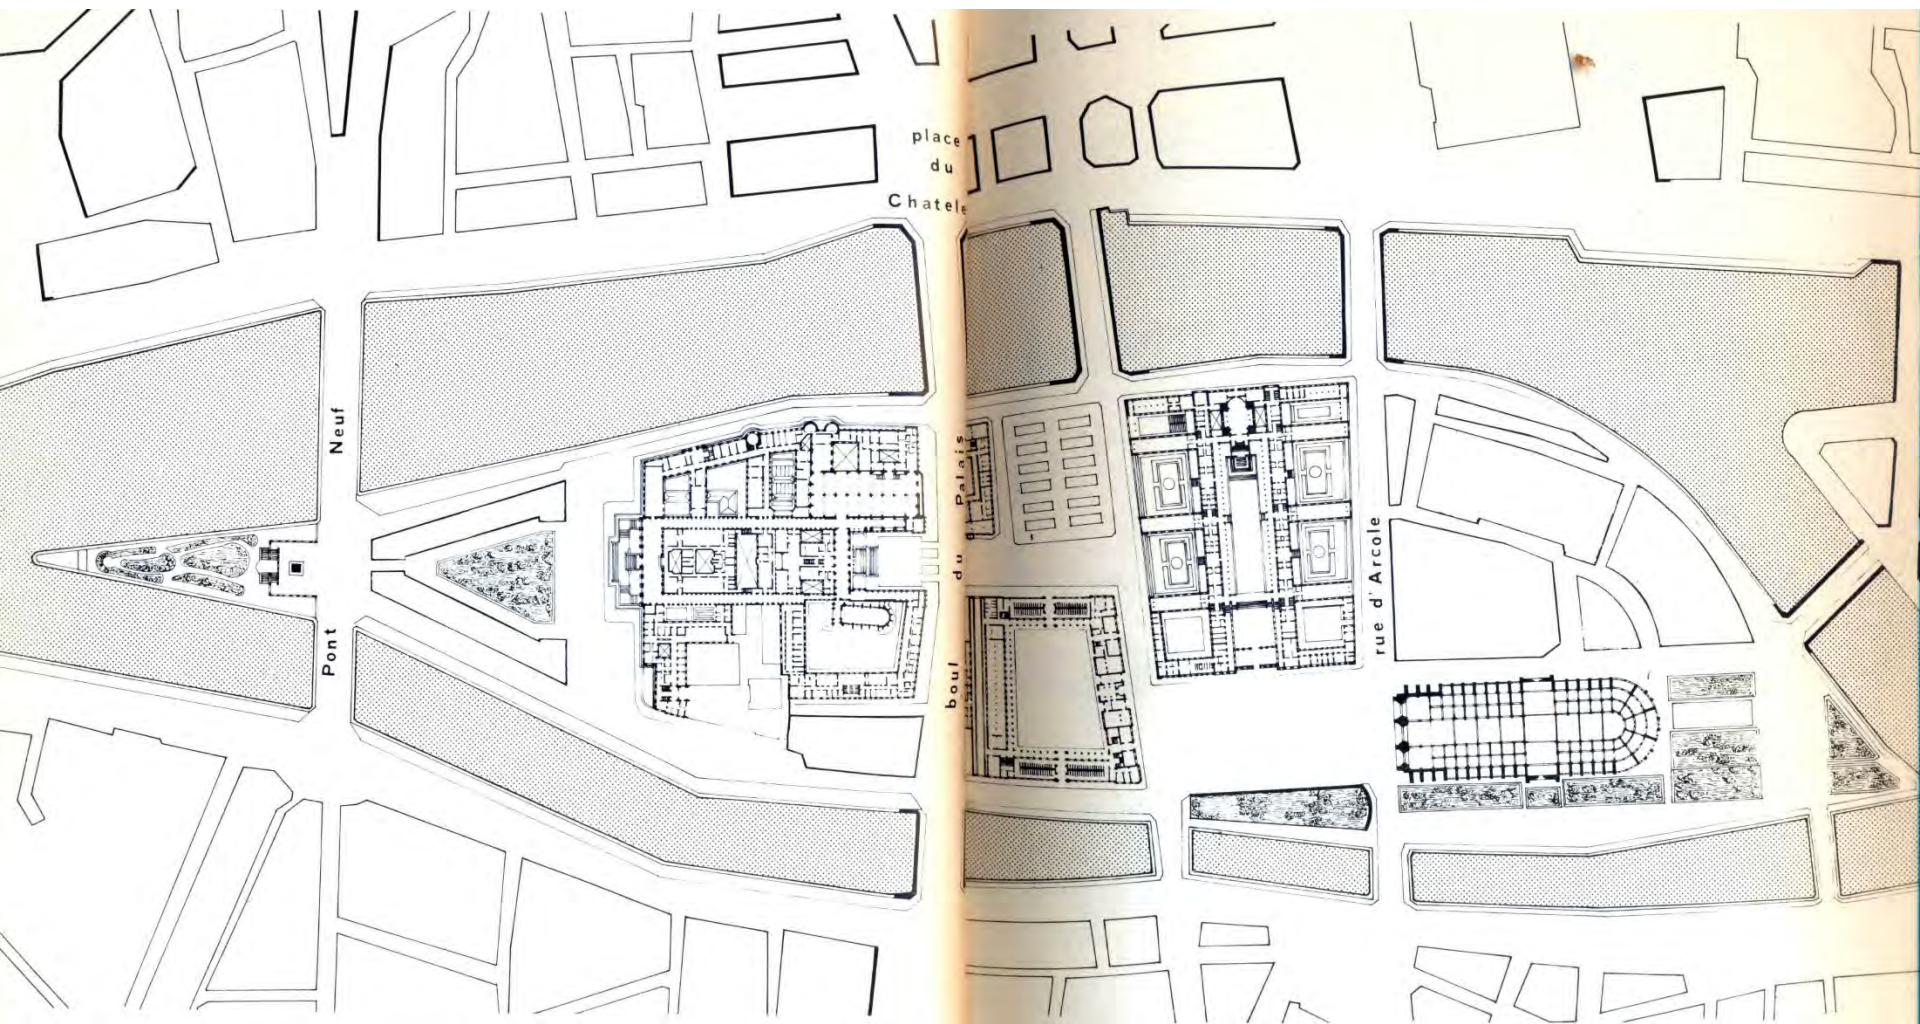 place
du
Chatele
Pont Neuf
boul du Palais
rue d'Arcole